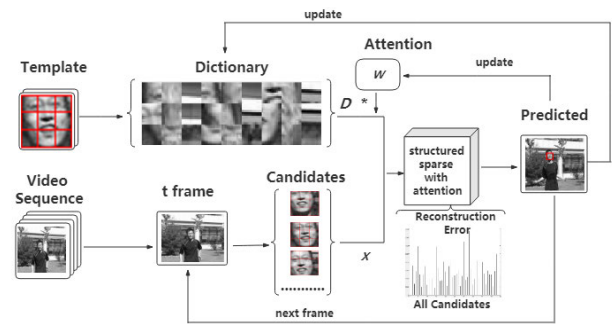 update
Attention
Template
Dictionary
W
update
D *
Predicted
structured
sparse
with
attention
Video
Sequence
t frame
Candidates
X
Reconstruction
Error
All Candidates
next frame